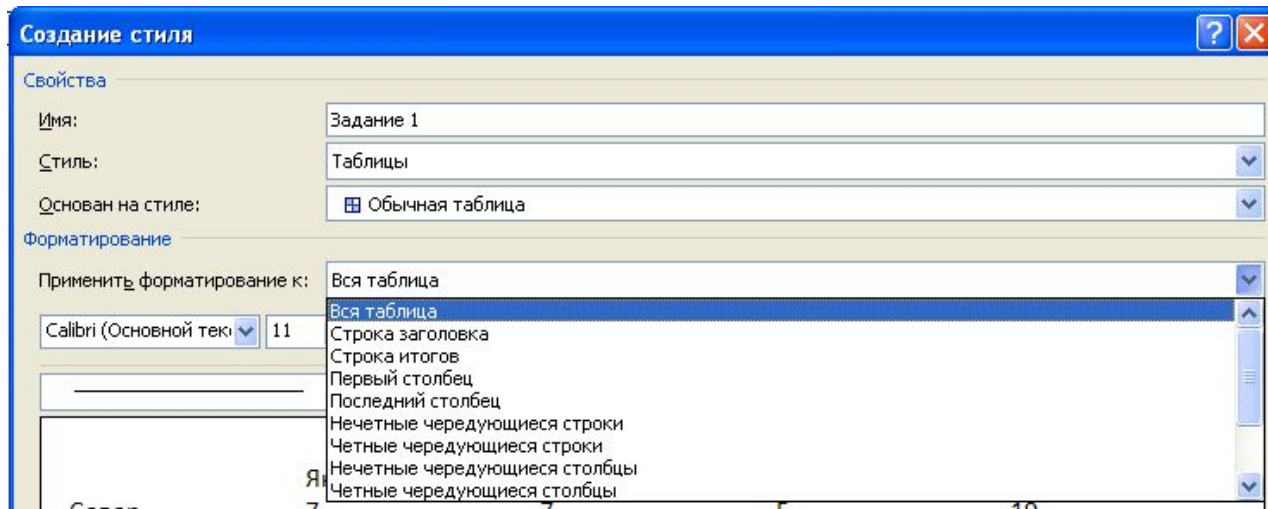 Создание стиля
Свойства
Имя: Задание 1
Стиль: Таблицы
Основан на стиле: Обычная таблица
Форматирование
Применить форматирование к: Вся таблица
Calibri (Основной 11
Вся таблица
Строка заголовка
Строка итогов
Первый столбец
Последний столбец
Нечетные чередующиеся строки
Четные чередующиеся строки
Нечетные чередующиеся столбцы
Четные чередующиеся столбцы